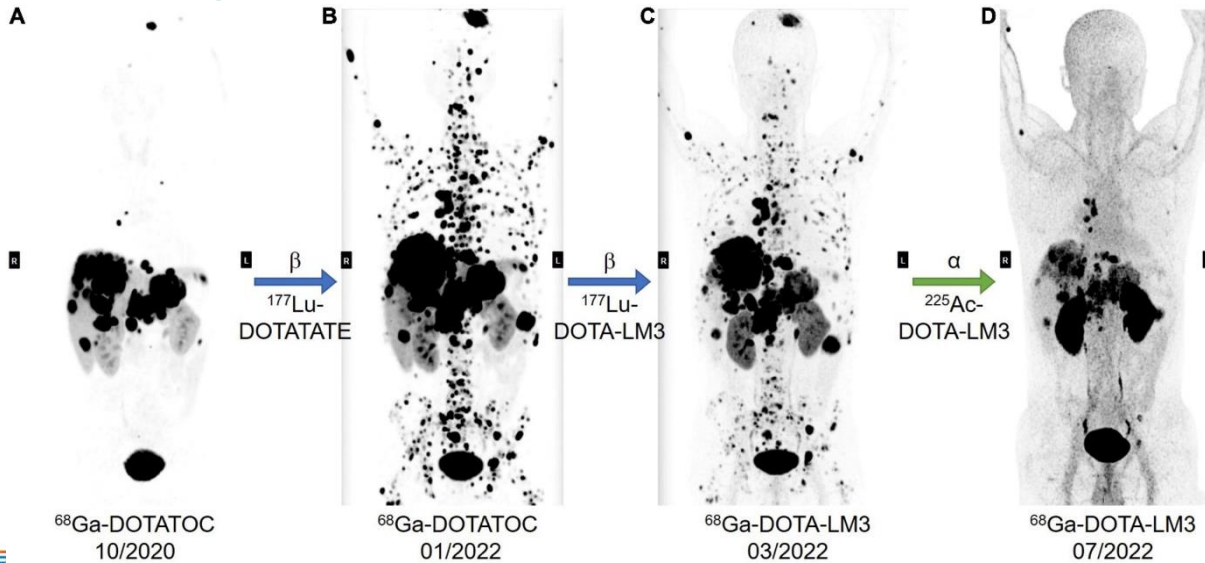 A
B
C
D
R
L
R
L
R
L
R
β
¹⁷⁷Lu-
DOTATATE
β
¹⁷⁷Lu-
DOTA-LM3
α
²²⁵Ac-
DOTA-LM3
⁶⁸Ga-DOTATOC
10/2020
⁶⁸Ga-DOTATOC
01/2022
⁶⁸Ga-DOTA-LM3
03/2022
⁶⁸Ga-DOTA-LM3
07/2022